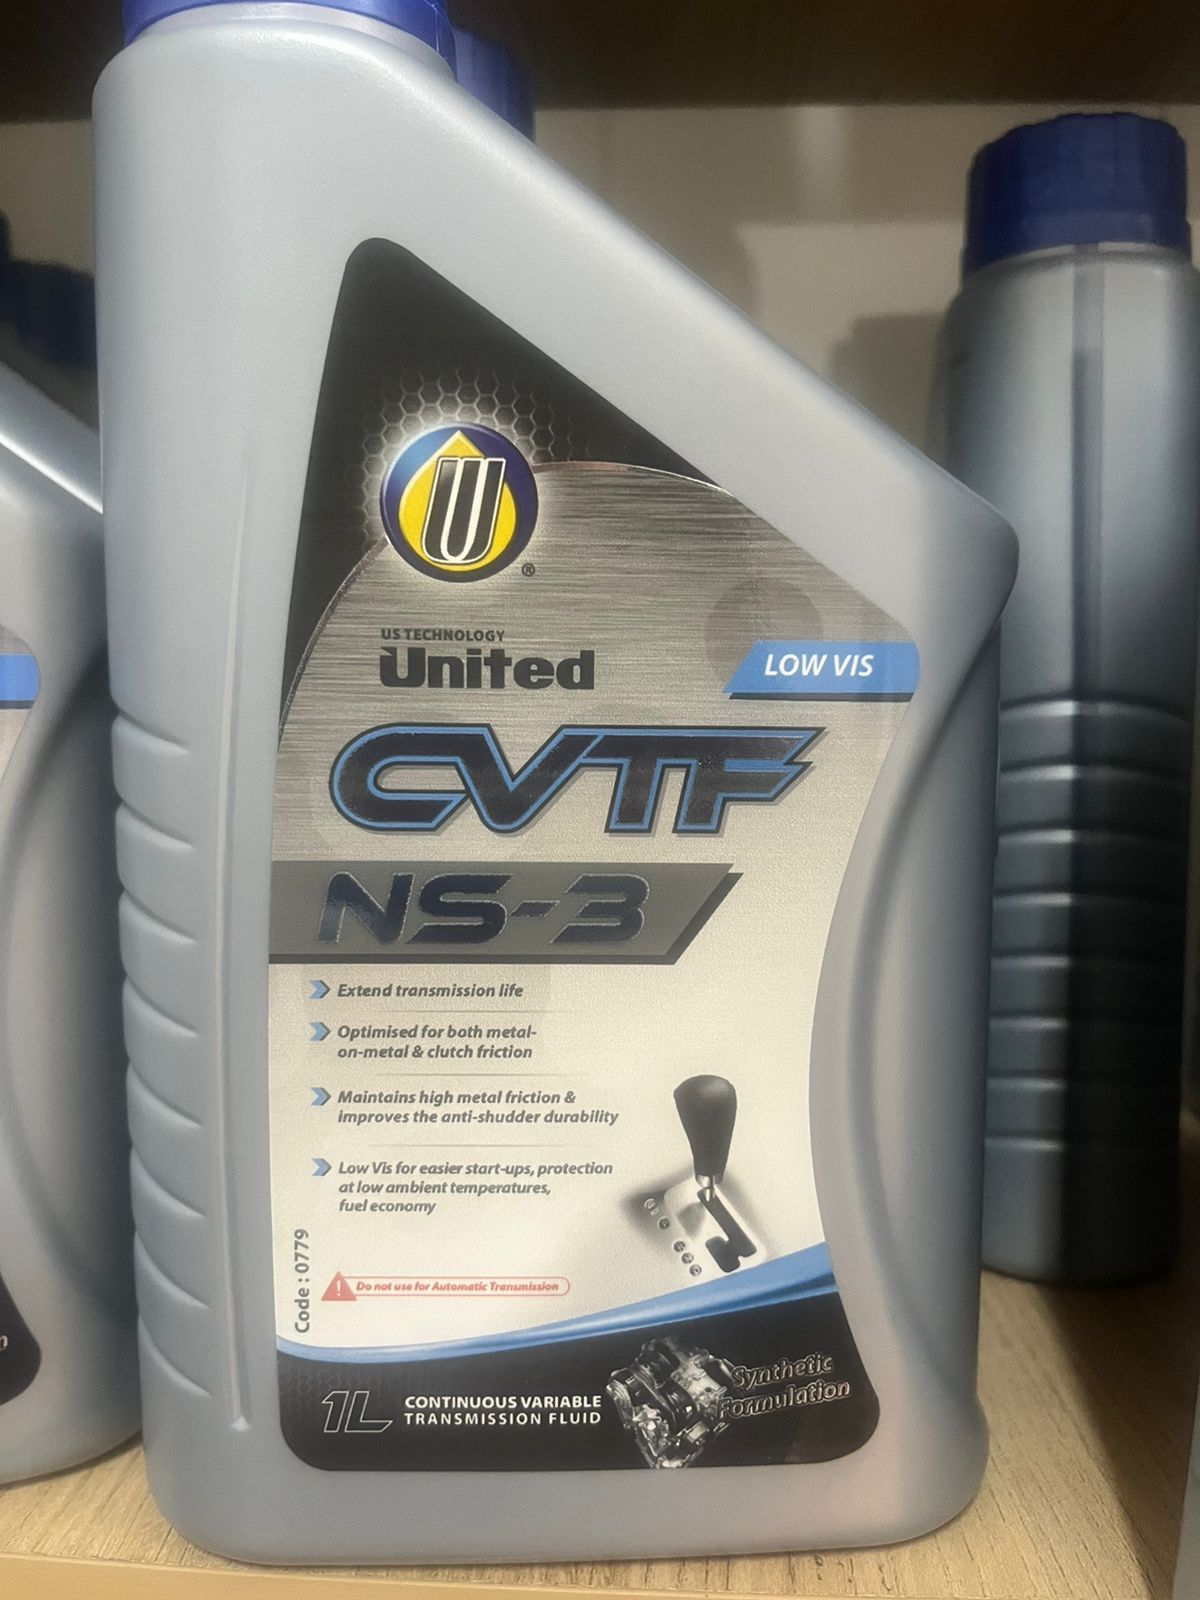 U
®
US TECHNOLOGY
United
LOW VIS
CVTF
NS-3
Extend transmission life
Optimised for both metal-
on-metal & clutch friction
Maintains high metal friction &
improves the anti-shudder durability
Low Vis for easier start-ups, protection
at low ambient temperatures,
fuel economy
Code : 0779
! Do not use for Automatic Transmission
1L
CONTINUOUS VARIABLE
TRANSMISSION FLUID
Synthetic
Formulation